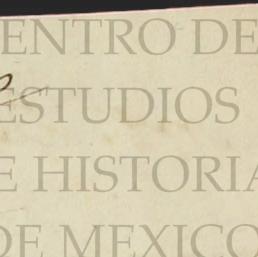 ENTRO DE
ESTUDIOS
E HISTORIA
DE MEXICO